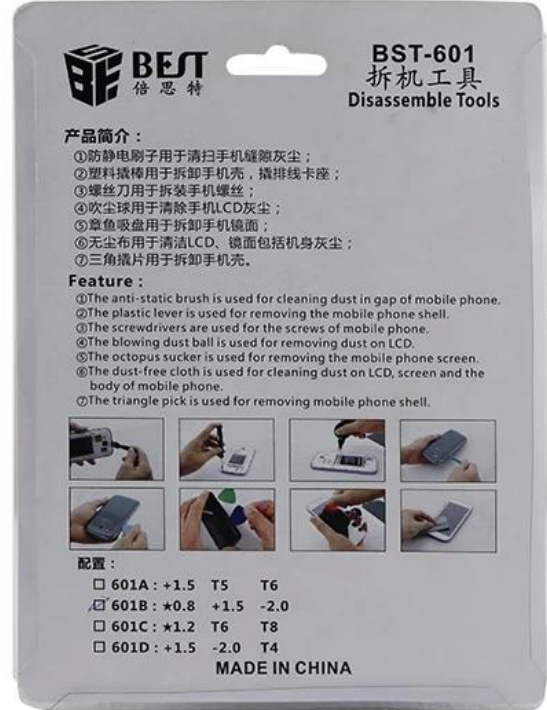 BEST
倍思特
BST-601
拆机工具
Disassemble Tools
产品简介：
①防静电刷子用于清扫手机缝隙灰尘；
②塑料撬棒用于拆卸手机壳，撬排线卡座；
③螺丝刀用于拆装手机螺丝；
④吹尘球用于清除手机LCD灰尘；
⑤章鱼吸盘用于拆卸手机镜面；
⑥无尘布用于清洁LCD、镜面包括机身灰尘；
⑦三角撬片用于拆卸手机壳。
Feature：
①The anti-static brush is used for cleaning dust in gap of mobile phone.
②The plastic lever is used for removing the mobile phone shell.
③The screwdrivers are used for the screws of mobile phone.
④The blowing dust ball is used for removing dust on LCD.
⑤The octopus sucker is used for removing the mobile phone screen.
⑥The dust-free cloth is used for cleaning dust on LCD, screen and the
body of mobile phone.
⑦The triangle pick is used for removing mobile phone shell.
配置：
☐ 601A：+1.5 T5 T6
☑ 601B：★0.8 +1.5 -2.0
☐ 601C：★1.2 T6 T8
☐ 601D：+1.5 -2.0 T4
MADE IN CHINA